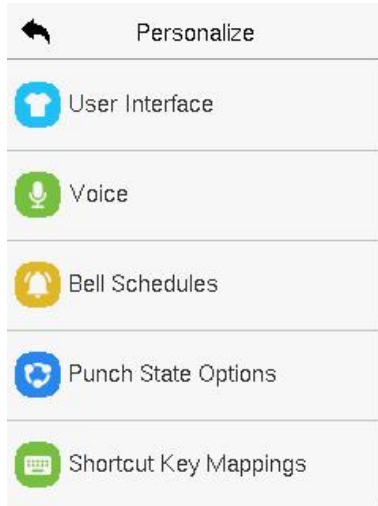 Personalize
User Interface
Voice
Bell Schedules
Punch State Options
Shortcut Key Mappings